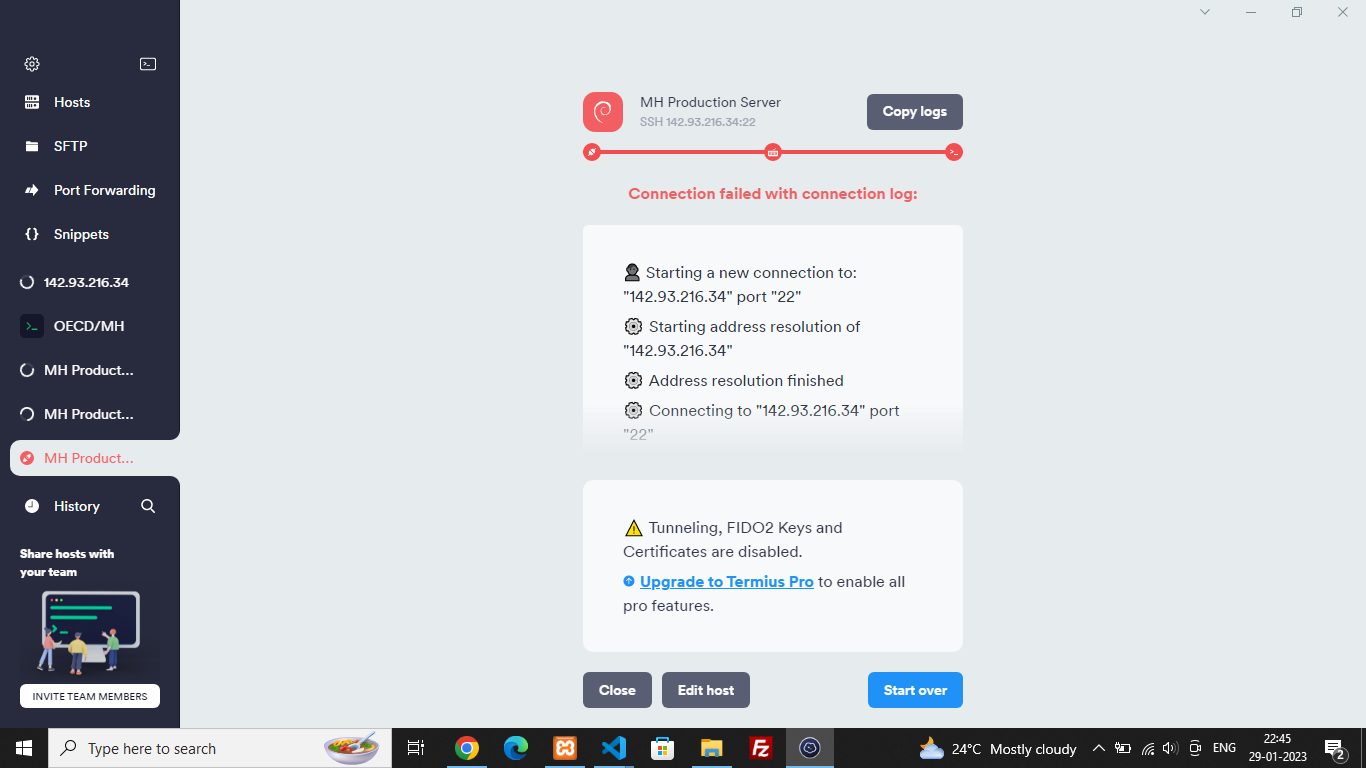 Hosts
SFTP
Port Forwarding
{ } Snippets
142.93.216.34
OECD/MH
MH Product...
MH Product...
MH Product...
History
Share hosts with
your team
INVITE TEAM MEMBERS
MH Production Server
SSH 142.93.216.34:22
Copy logs
Connection failed with connection log:
Starting a new connection to:
"142.93.216.34" port "22"
Starting address resolution of
"142.93.216.34"
Address resolution finished
Connecting to "142.93.216.34" port
"22"
Tunneling, FIDO2 Keys and
Certificates are disabled.
Upgrade to Termius Pro to enable all
pro features.
Close
Edit host
Start over
Type here to search
24°C Mostly cloudy
ENG
22:45
29-01-2023
2